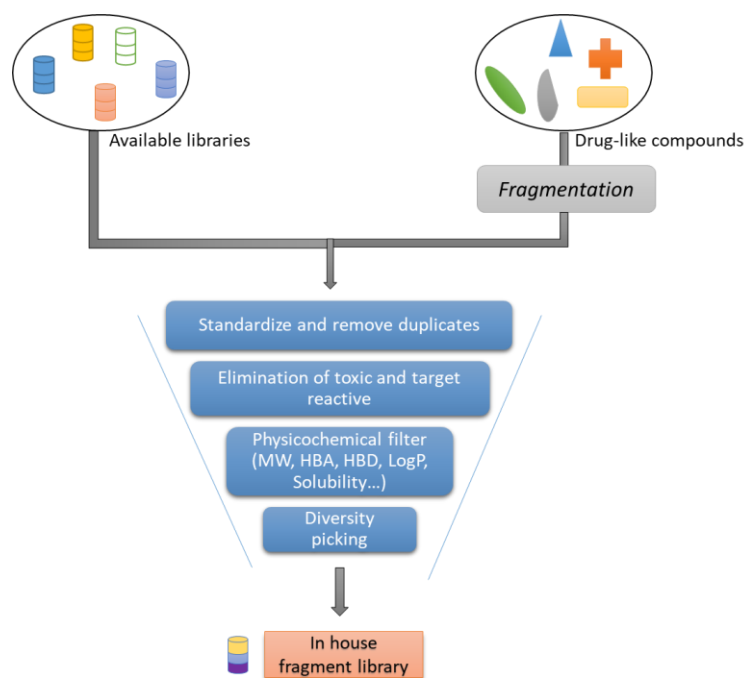 Available libraries
Drug-like compounds
Fragmentation
Standardize and remove duplicates
Elimination of toxic and target
reactive
Physicochemical filter
(MW, HBA, HBD, LogP,
Solubility...)
Diversity
picking
In house
fragment library